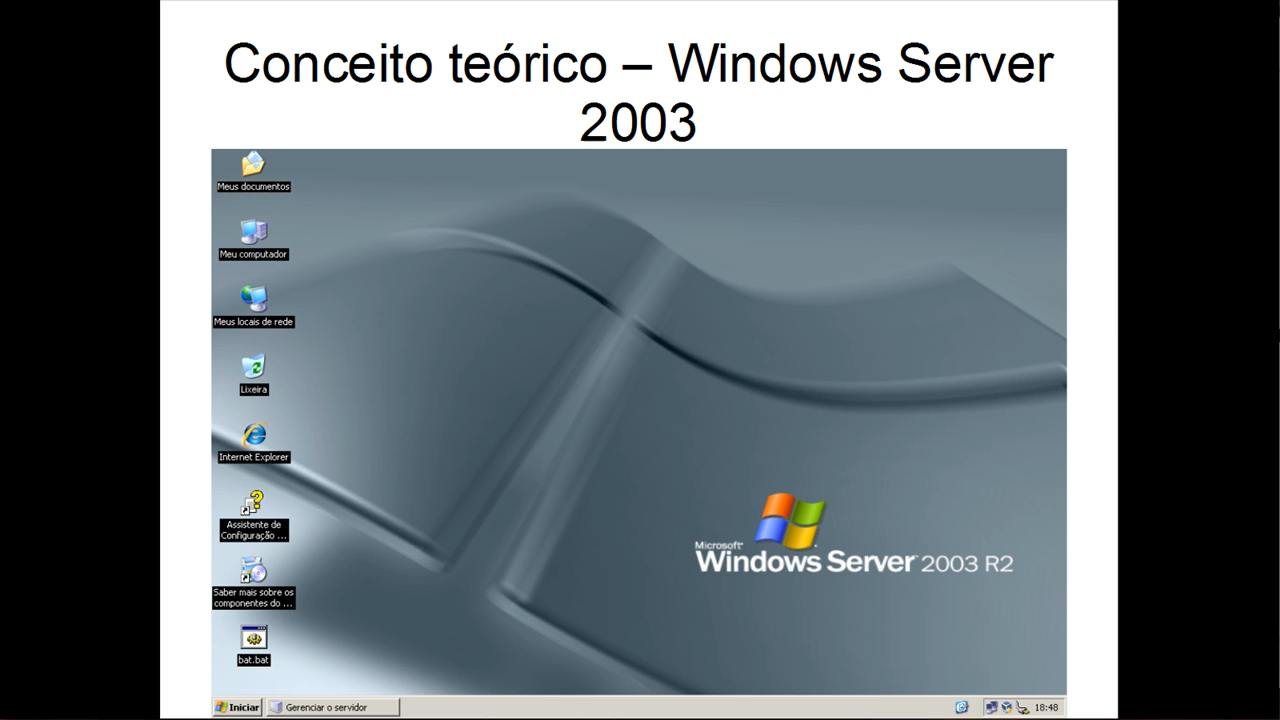 Conceito teórico – Windows Server
2003
Meus documentos
Meu computador
Meus locais de rede
Lixeira
Internet Explorer
Assistente de
Configuração ...
Saber mais sobre os
componentes do ...
bat.bat
Microsoft
Windows Server 2003 R2
Iniciar
Gerenciar o servidor
18:48